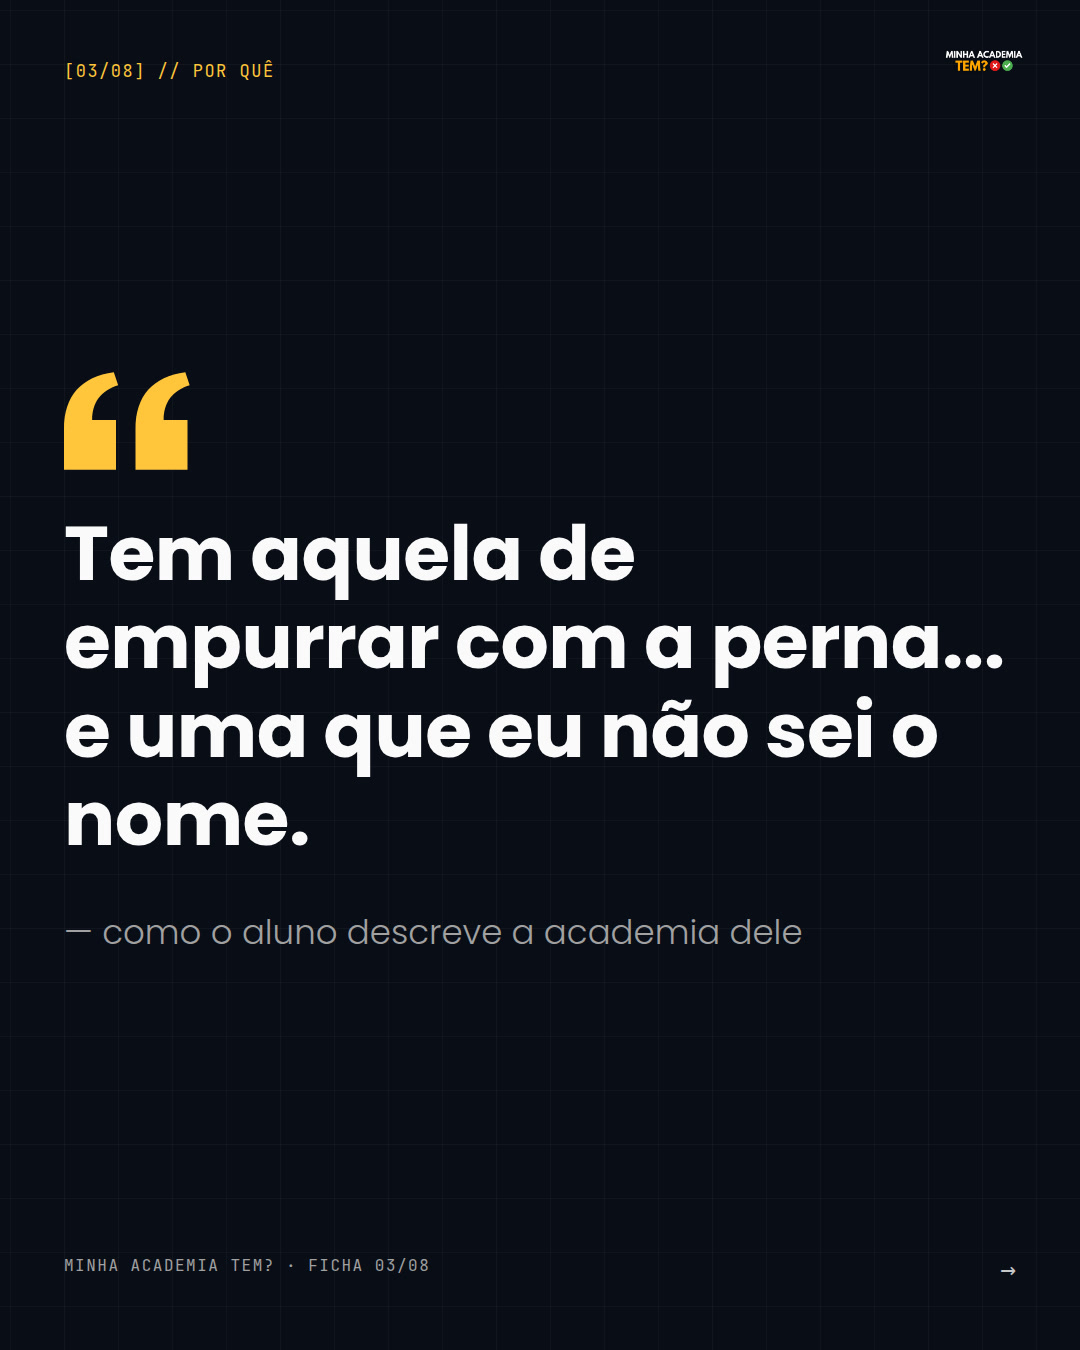 [03/08] // POR QUÊ
MINHA ACADEMIA
TEM?
“
Tem aquela de
empurrar com a perna...
e uma que eu não sei o
nome.
— como o aluno descreve a academia dele
MINHA ACADEMIA TEM? · FICHA 03/08
→